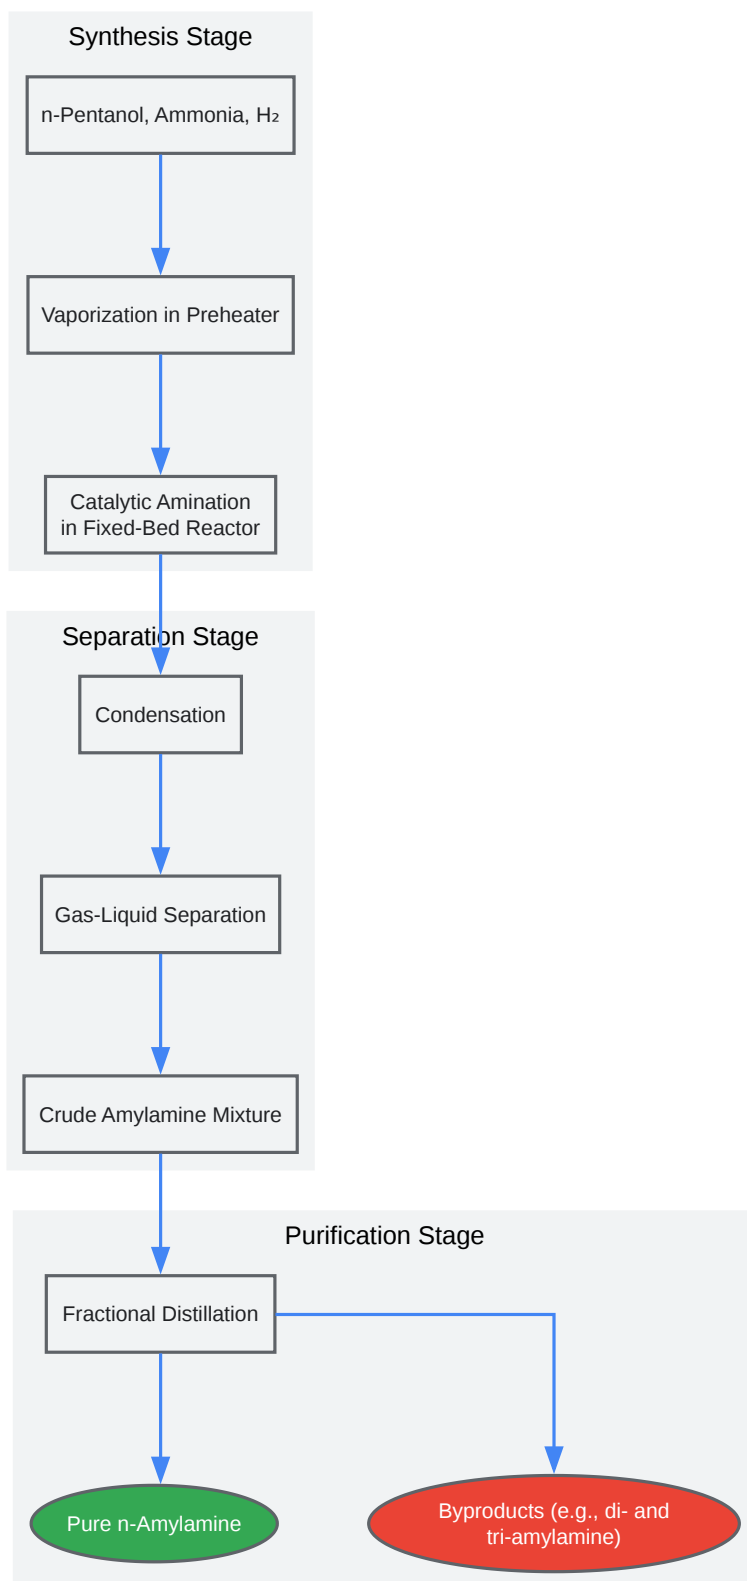 Synthesis Stage
n-Pentanol, Ammonia, H₂
Vaporization in Preheater
Catalytic Amination
in Fixed-Bed Reactor
Separation Stage
Condensation
Gas-Liquid Separation
Crude Amylamine Mixture
Purification Stage
Fractional Distillation
Pure n-Amylamine
Byproducts (e.g., di- and
tri-amylamine)